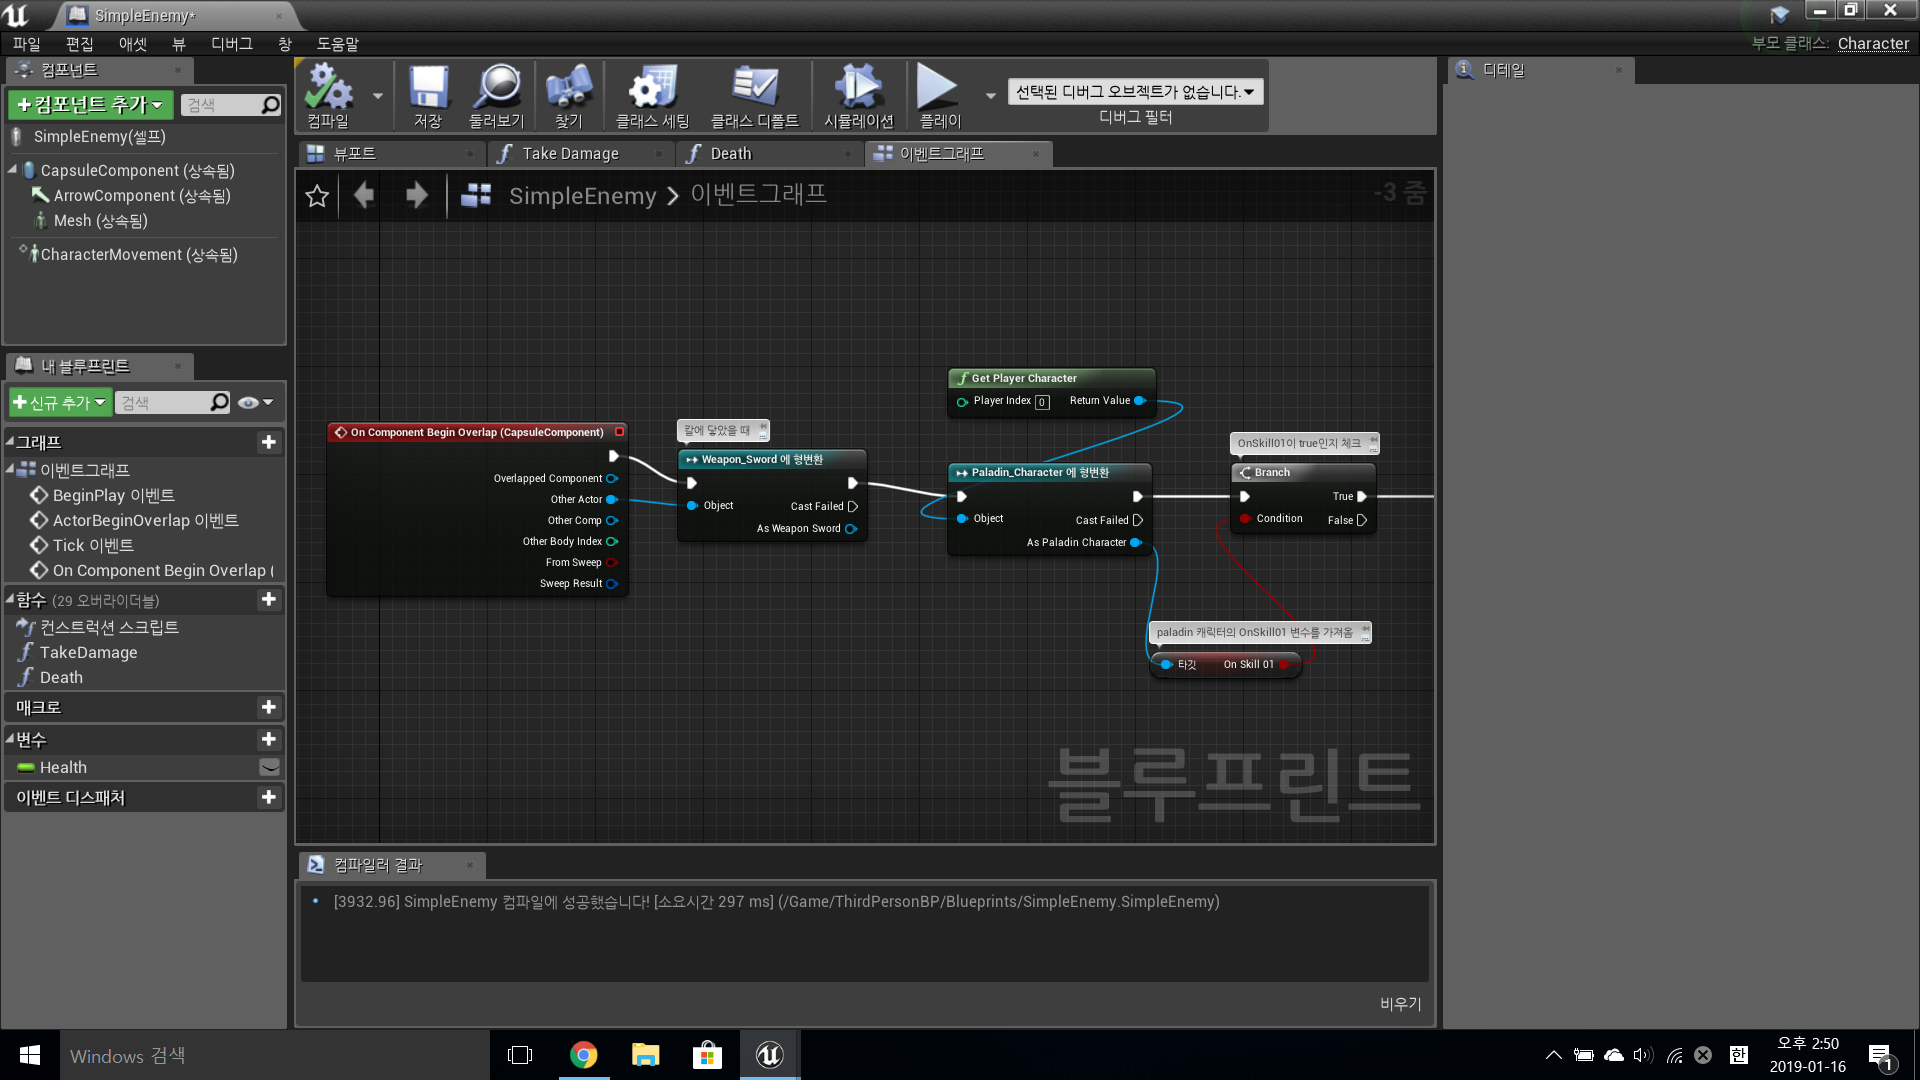 SimpleEnemy*
파일 편집 애셋 뷰 디버그 창 도움말
부모 클래스: Character
컴포넌트
+컴포넌트 추가
검색
SimpleEnemy(셀프)
CapsuleComponent (상속됨)
ArrowComponent (상속됨)
Mesh (상속됨)
CharacterMovement (상속됨)
내 블루프린트
신규 추가
검색
그래프
이벤트그래프
BeginPlay 이벤트
ActorBeginOverlap 이벤트
Tick 이벤트
On Component Begin Overlap (
함수 (29 오버라이더블)
컨스트럭션 스크립트
TakeDamage
Death
매크로
변수
Health
이벤트 디스패처
컴파일
저장
둘러보기
찾기
클래스 세팅
클래스 디폴트
시뮬레이션
플레이
선택된 디버그 오브젝트가 없습니다.
디버그 필터
뷰포트
Take Damage
Death
이벤트그래프
SimpleEnemy > 이벤트그래프
-3 줌
On Component Begin Overlap (CapsuleComponent)
Overlapped Component
Other Actor
Other Comp
Other Body Index
From Sweep
Sweep Result
칼에 닿았을 때
Weapon_Sword 에 형변환
Object
Cast Failed
As Weapon Sword
Get Player Character
Player Index 0
Return Value
Paladin_Character 에 형변환
Object
Cast Failed
As Paladin Character
OnSkill01이 true인지 체크
Branch
True
Condition
False
paladin 캐릭터의 OnSkill01 변수를 가져옴
타깃
On Skill 01
블루프린트
컴파일러 결과
[3932.96] SimpleEnemy 컴파일에 성공했습니다! [소요시간 297 ms] (/Game/ThirdPersonBP/Blueprints/SimpleEnemy.SimpleEnemy)
비우기
디테일
Windows 검색
한
오후 2:50
2019-01-16
1